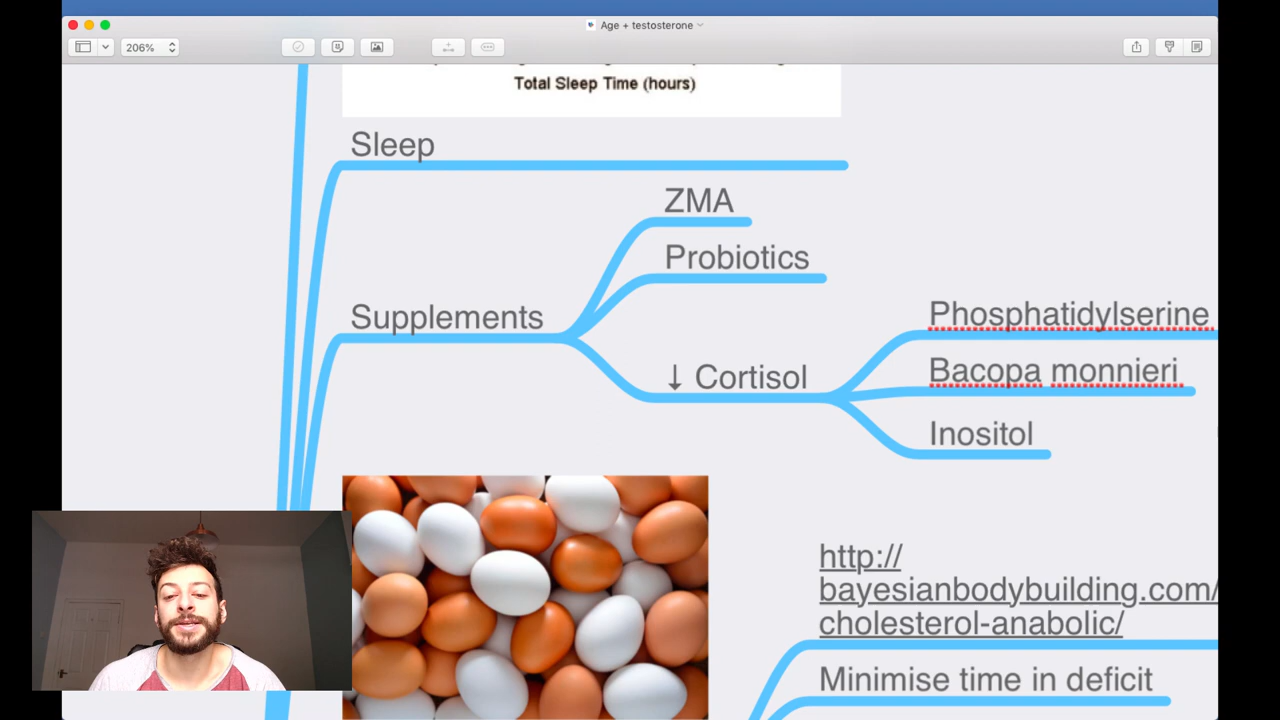 Age + testosterone
206%
Total Sleep Time (hours)
Sleep
ZMA
Probiotics
Supplements
Phosphatidylserine
↓ Cortisol
Bacopa monnieri
Inositol
http://
bayesianbodybuilding.com/
cholesterol-anabolic/
Minimise time in deficit